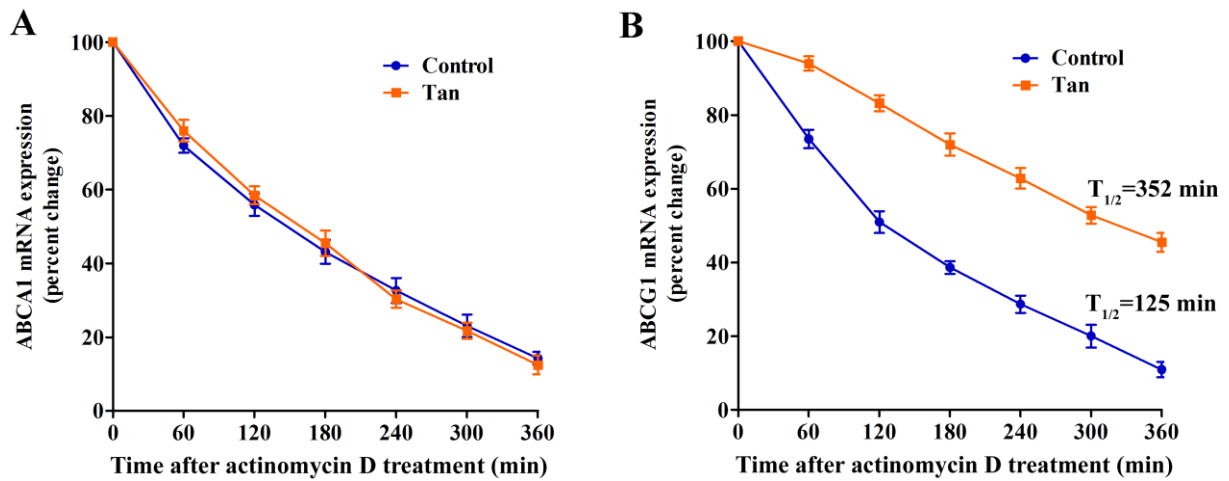 A
ABCA1 mRNA expression
(percent change)
100
80
60
40
20
0
Control
Tan
0 60 120 180 240 300 360
Time after actinomycin D treatment (min)
B
ABCG1 mRNA expression
(percent change)
100
80
60
40
20
0
Control
Tan
T1/2=352 min
T1/2=125 min
0 60 120 180 240 300 360
Time after actinomycin D treatment (min)